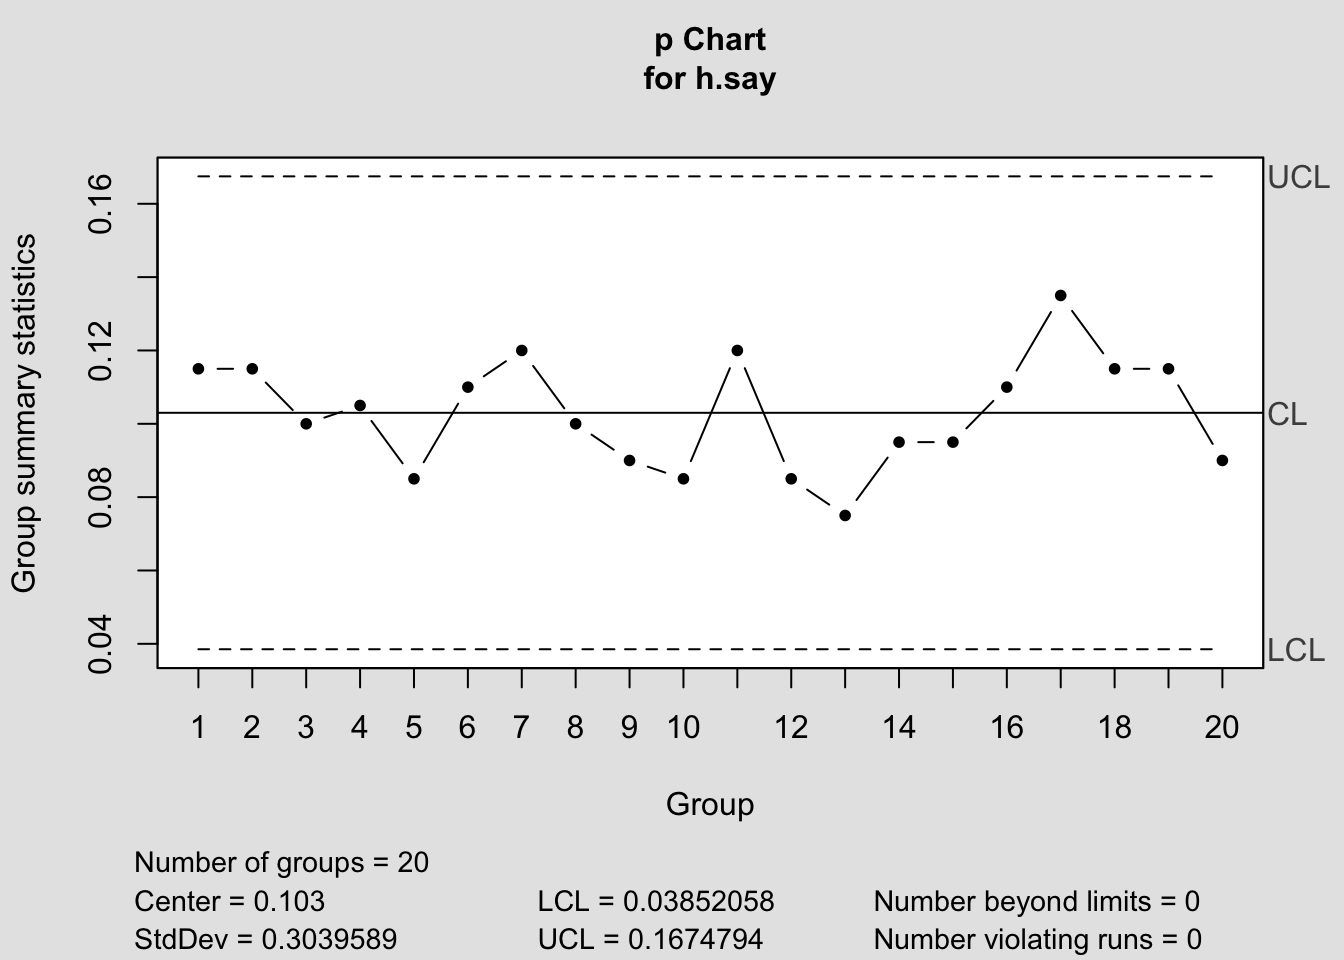 p Chart
for h.say
Group summary statistics
0.16
0.12
0.08
0.04
UCL
CL
LCL
1 2 3 4 5 6 7 8 9 10 12 14 16 18 20
Group
Number of groups = 20
Center = 0.103 LCL = 0.03852058 Number beyond limits = 0
StdDev = 0.3039589 UCL = 0.1674794 Number violating runs = 0